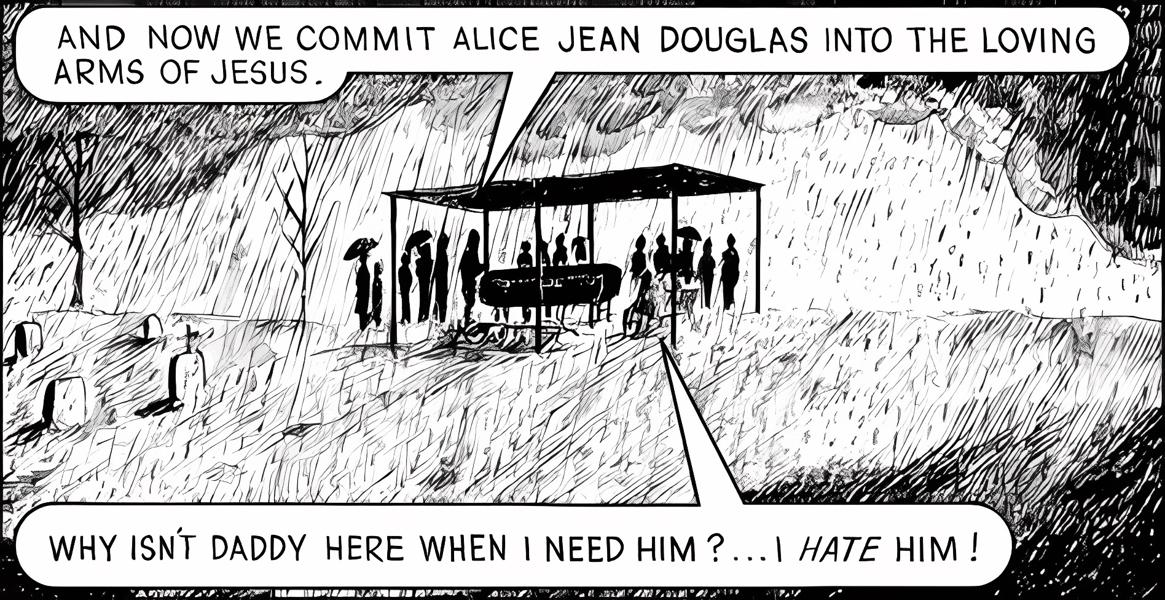 AND NOW WE COMMIT ALICE JEAN DOUGLAS INTO THE LOVING
ARMS OF JESUS.
WHY ISN'T DADDY HERE WHEN I NEED HIM?...I HATE HIM!